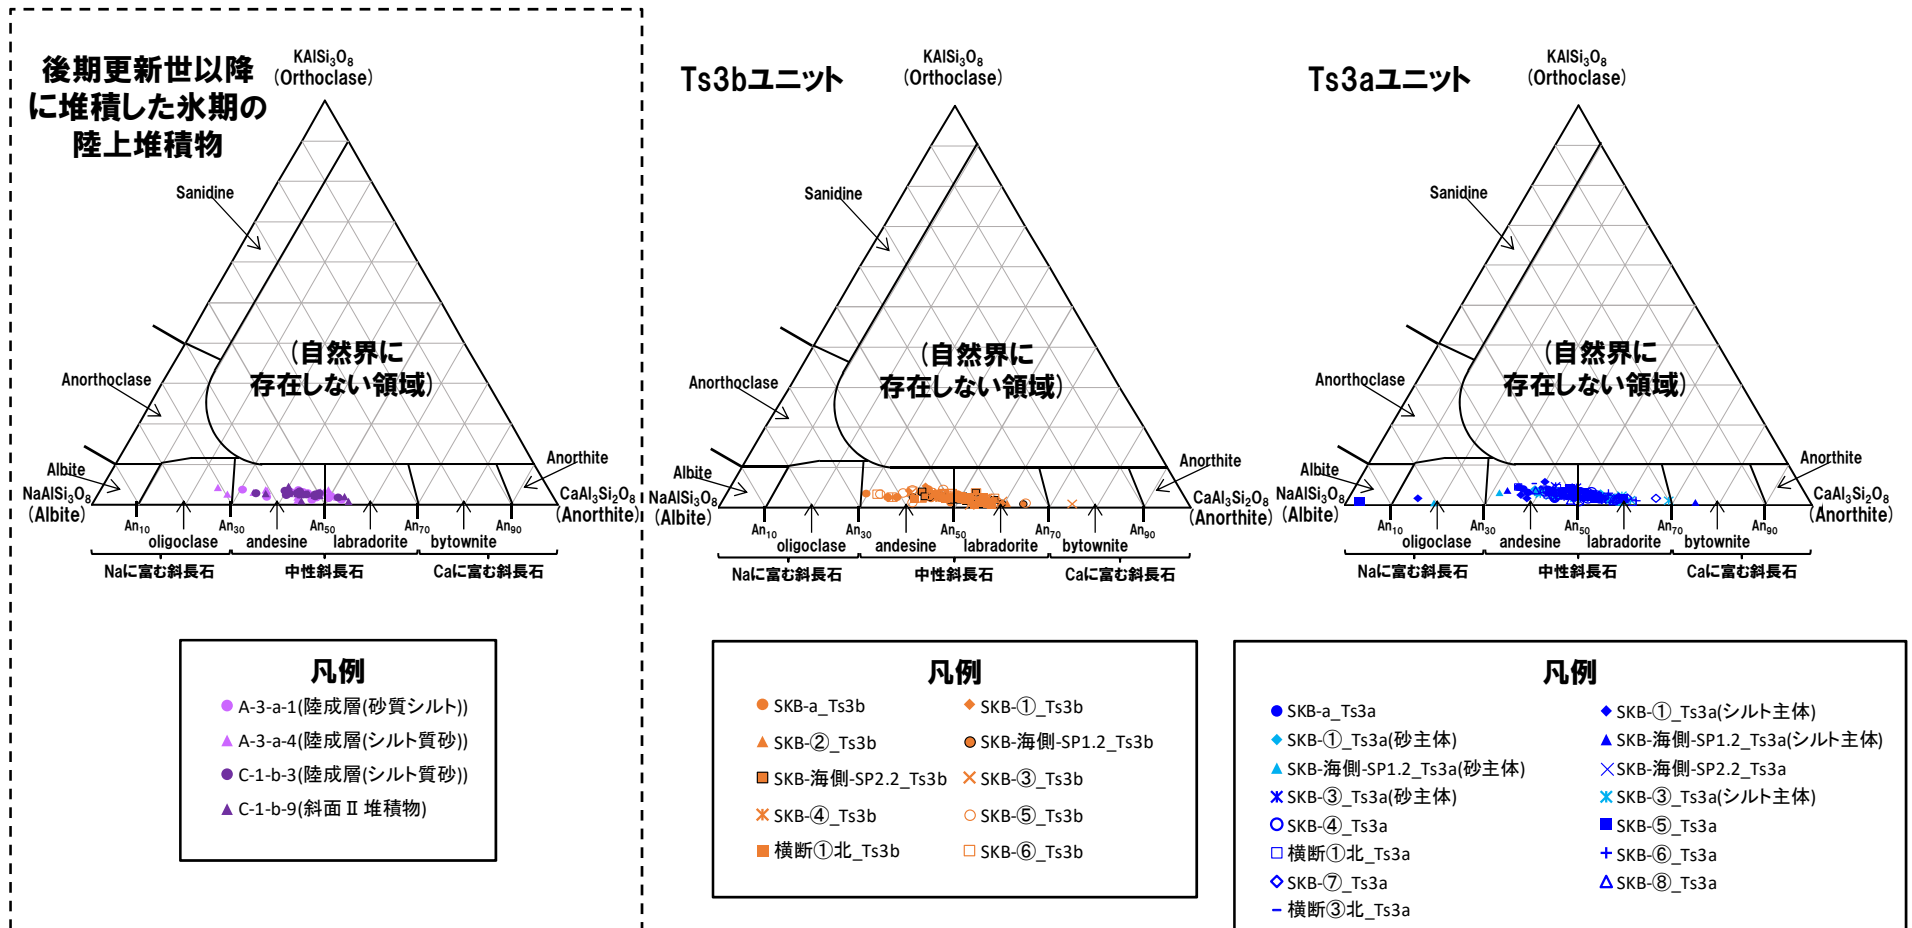 後期更新世以降
に堆積した氷期の
陸上堆積物
KAlSi₃O₈
(Orthoclase)
Sanidine
(自然界に
存在しない領域)
Anorthoclase
Albite
Anorthite
NaAlSi₃O₈
(Albite)
CaAl₃Si₂O₈
(Anorthite)
An₁₀
An₃₀
An₅₀
An₇₀
An₉₀
oligoclase
andesine
labradorite
bytownite
Naに富む斜長石
中性斜長石
Caに富む斜長石
凡例
A-3-a-1(陸成層(砂質シルト))
A-3-a-4(陸成層(シルト質砂))
C-1-b-3(陸成層(シルト質砂))
C-1-b-9(斜面Ⅱ堆積物)
Ts3bユニット
KAlSi₃O₈
(Orthoclase)
Sanidine
(自然界に
存在しない領域)
Anorthoclase
Albite
Anorthite
NaAlSi₃O₈
(Albite)
CaAl₃Si₂O₈
(Anorthite)
An₁₀
An₃₀
An₅₀
An₇₀
An₉₀
oligoclase
andesine
labradorite
bytownite
Naに富む斜長石
中性斜長石
Caに富む斜長石
凡例
SKB-a_Ts3b
SKB-①_Ts3b
SKB-②_Ts3b
SKB-海側-SP1.2_Ts3b
SKB-海側-SP2.2_Ts3b
SKB-③_Ts3b
SKB-④_Ts3b
SKB-⑤_Ts3b
横断①北_Ts3b
SKB-⑥_Ts3b
Ts3aユニット
KAlSi₃O₈
(Orthoclase)
Sanidine
(自然界に
存在しない領域)
Anorthoclase
Albite
Anorthite
NaAlSi₃O₈
(Albite)
CaAl₃Si₂O₈
(Anorthite)
An₁₀
An₃₀
An₅₀
An₇₀
An₉₀
oligoclase
andesine
labradorite
bytownite
Naに富む斜長石
中性斜長石
Caに富む斜長石
凡例
SKB-a_Ts3a
SKB-①_Ts3a(シルト主体)
SKB-①_Ts3a(砂主体)
SKB-海側-SP1.2_Ts3a(シルト主体)
SKB-海側-SP1.2_Ts3a(砂主体)
SKB-海側-SP2.2_Ts3a
SKB-③_Ts3a(砂主体)
SKB-③_Ts3a(シルト主体)
SKB-④_Ts3a
SKB-⑤_Ts3a
横断①北_Ts3a
SKB-⑥_Ts3a
SKB-⑦_Ts3a
SKB-⑧_Ts3a
横断③北_Ts3a